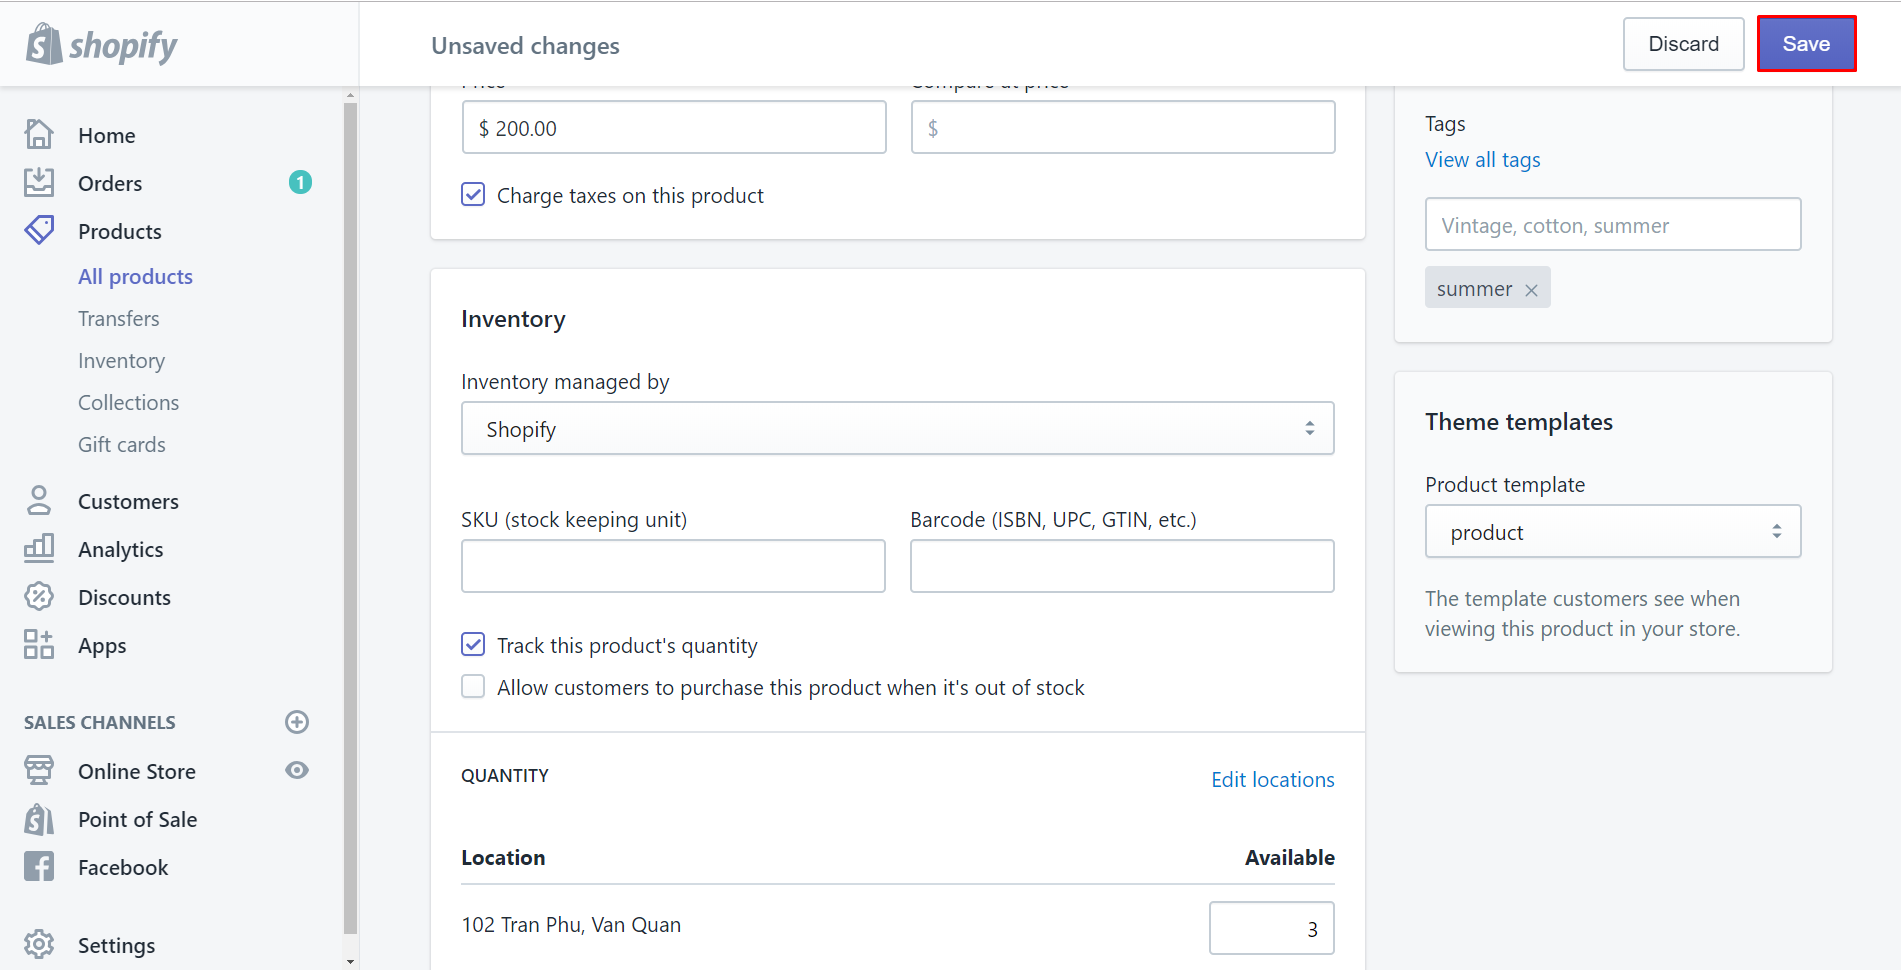 shopify
Unsaved changes
Discard
Save
Home
Orders
1
Products
All products
Transfers
Inventory
Collections
Gift cards
Customers
Analytics
Discounts
Apps
SALES CHANNELS
Online Store
Point of Sale
Facebook
Settings
Price
Compare at price
$ 200.00
$
Charge taxes on this product
Inventory
Inventory managed by
Shopify
SKU (stock keeping unit)
Barcode (ISBN, UPC, GTIN, etc.)
Track this product's quantity
Allow customers to purchase this product when it's out of stock
QUANTITY
Edit locations
Location
Available
102 Tran Phu, Van Quan
3
Tags
View all tags
Vintage, cotton, summer
summer
Theme templates
Product template
product
The template customers see when
viewing this product in your store.